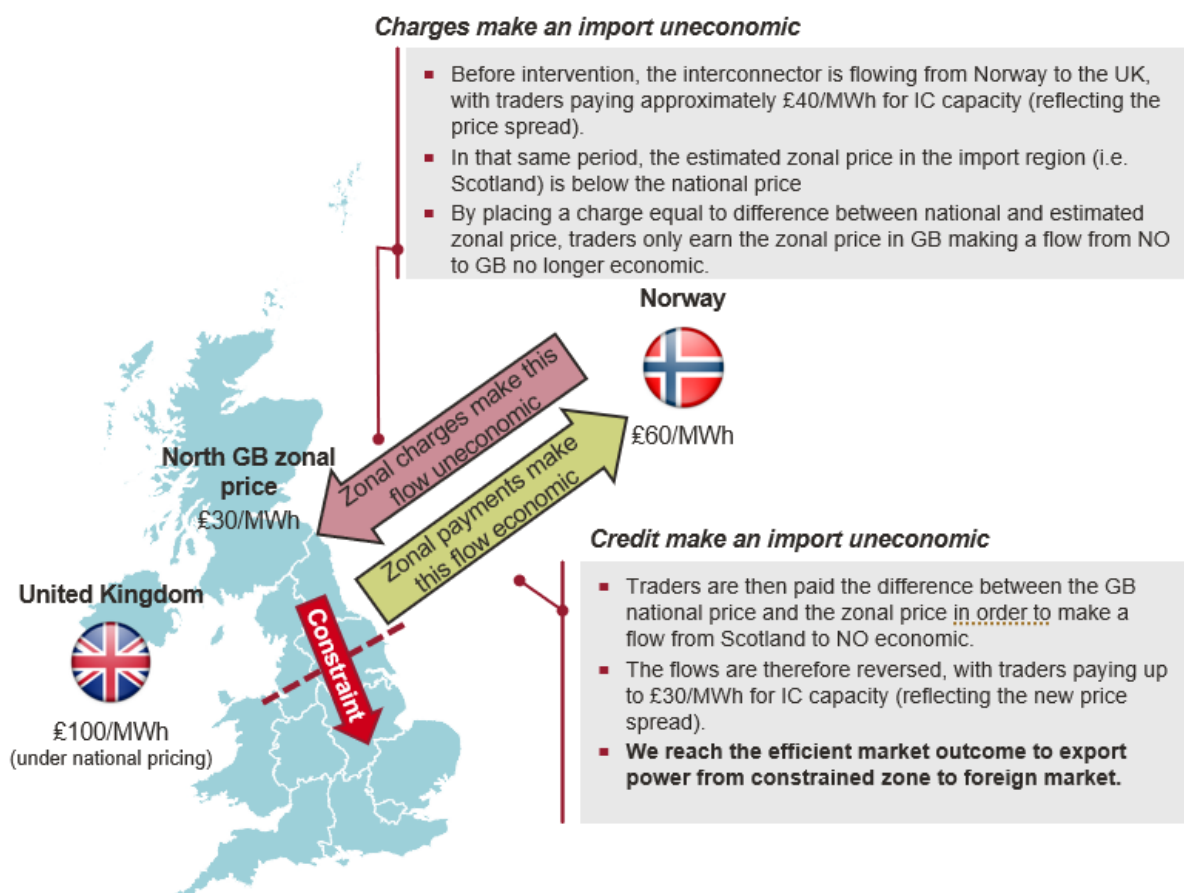 Charges make an import uneconomic
▪ Before intervention, the interconnector is flowing from Norway to the UK,
with traders paying approximately £40/MWh for IC capacity (reflecting the
price spread).
▪ In that same period, the estimated zonal price in the import region (i.e.
Scotland) is below the national price
▪ By placing a charge equal to difference between national and estimated
zonal price, traders only earn the zonal price in GB making a flow from NO
to GB no longer economic.
Norway
£60/MWh
Zonal charges make this
flow uneconomic
Zonal payments make
this flow economic
North GB zonal
price
£30/MWh
United Kingdom
£100/MWh
(under national pricing)
Constraint
Credit make an import uneconomic
▪ Traders are then paid the difference between the GB
national price and the zonal price in order to make a
flow from Scotland to NO economic.
▪ The flows are therefore reversed, with traders paying up
to £30/MWh for IC capacity (reflecting the new price
spread).
▪ We reach the efficient market outcome to export
power from constrained zone to foreign market.